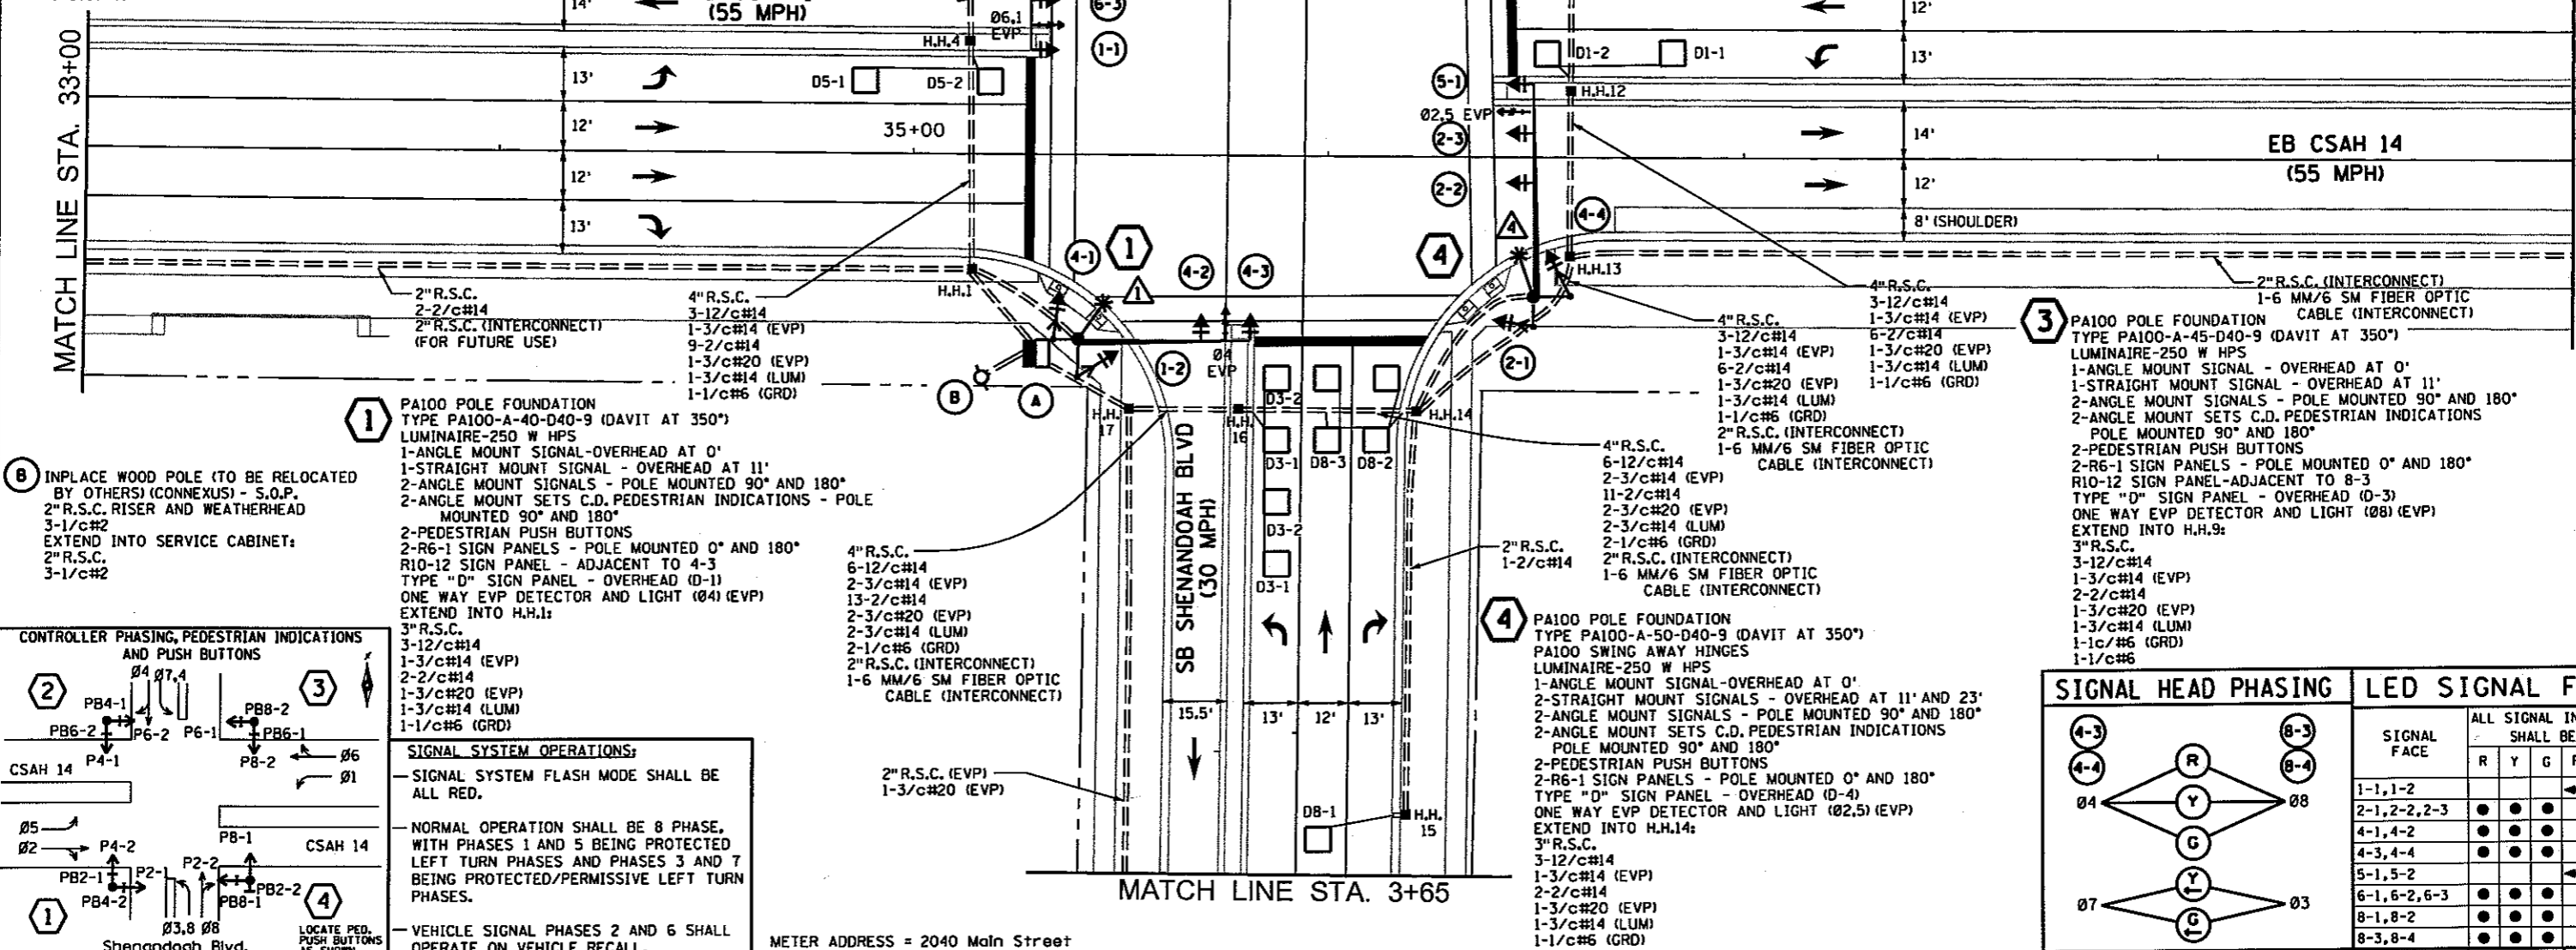 14'
(55 MPH)
6-3
Ø6,1
EVP
H.H.4
1-1
12'
D1-2
D1-1
13'
MATCH LINE STA. 33+00
13'
D5-1
D5-2
5-1
H.H.12
12'
35+00
Ø2,5 EVP
2-3
14'
EB CSAH 14
(55 MPH)
12'
2-2
12'
13'
4-4
8' (SHOULDER)
4-1
1
4-2
4-3
4
4
1
H.H.1
H.H.13
2"R.S.C.
2-2/c#14
2"R.S.C. (INTERCONNECT)
(FOR FUTURE USE)
4"R.S.C.
3-12/c#14
1-3/c#14 (EVP)
9-2/c#14
1-3/c#20 (EVP)
1-3/c#14 (LUM)
1-1/c#6 (GRD)
B
A
1-2
Ø4
EVP
2-1
4"R.S.C.
3-12/c#14
1-3/c#14 (EVP)
6-2/c#14
1-3/c#20 (EVP)
1-3/c#14 (LUM)
1-1/c#6 (GRD)
2"R.S.C. (INTERCONNECT)
1-6 MM/6 SM FIBER OPTIC
CABLE (INTERCONNECT)
4"R.S.C.
3-12/c#14
1-3/c#14 (EVP)
6-2/c#14
1-3/c#20 (EVP)
1-3/c#14 (LUM)
1-1/c#6 (GRD)
2"R.S.C. (INTERCONNECT)
1-6 MM/6 SM FIBER OPTIC
CABLE (INTERCONNECT)
3
PA100 POLE FOUNDATION
TYPE PA100-A-45-D40-9 (DAVIT AT 350°)
LUMINAIRE-250 W HPS
1-ANGLE MOUNT SIGNAL - OVERHEAD AT 0'
1-STRAIGHT MOUNT SIGNAL - OVERHEAD AT 11'
2-ANGLE MOUNT SIGNALS - POLE MOUNTED 90° AND 180°
2-ANGLE MOUNT SETS C.D. PEDESTRIAN INDICATIONS
POLE MOUNTED 90° AND 180°
2-PEDESTRIAN PUSH BUTTONS
2-R6-1 SIGN PANELS - POLE MOUNTED 0° AND 180°
R10-12 SIGN PANEL-ADJACENT TO 8-3
TYPE "D" SIGN PANEL - OVERHEAD (D-3)
ONE WAY EVP DETECTOR AND LIGHT (Ø8) (EVP)
EXTEND INTO H.H.9:
3"R.S.C.
3-12/c#14
1-3/c#14 (EVP)
2-2/c#14
1-3/c#20 (EVP)
1-3/c#14 (LUM)
1-1c/#6 (GRD)
1-1/c#6
1
PA100 POLE FOUNDATION
TYPE PA100-A-40-D40-9 (DAVIT AT 350°)
LUMINAIRE-250 W HPS
1-ANGLE MOUNT SIGNAL-OVERHEAD AT 0'
1-STRAIGHT MOUNT SIGNAL - OVERHEAD AT 11'
2-ANGLE MOUNT SIGNALS - POLE MOUNTED 90° AND 180°
2-ANGLE MOUNT SETS C.D. PEDESTRIAN INDICATIONS - POLE
MOUNTED 90° AND 180°
2-PEDESTRIAN PUSH BUTTONS
2-R6-1 SIGN PANELS - POLE MOUNTED 0° AND 180°
R10-12 SIGN PANEL - ADJACENT TO 4-3
TYPE "D" SIGN PANEL - OVERHEAD (D-1)
ONE WAY EVP DETECTOR AND LIGHT (Ø4) (EVP)
EXTEND INTO H.H.1:
3"R.S.C.
3-12/c#14
1-3/c#14 (EVP)
2-2/c#14
1-3/c#20 (EVP)
1-3/c#14 (LUM)
1-1/c#6 (GRD)
B
INPLACE WOOD POLE (TO BE RELOCATED
BY OTHERS) (CONNEXUS) - S.O.P.
2"R.S.C. RISER AND WEATHERHEAD
3-1/c#2
EXTEND INTO SERVICE CABINET:
2"R.S.C.
3-1/c#2
H.H.
17
H.H.
16
H.H.14
D3-2
D3-1
D8-3
D8-2
D3-2
D3-1
SB SHENANDOAH BLVD
(30 MPH)
4"R.S.C.
6-12/c#14
2-3/c#14 (EVP)
13-2/c#14
2-3/c#20 (EVP)
2-3/c#14 (LUM)
2-1/c#6 (GRD)
2"R.S.C. (INTERCONNECT)
1-6 MM/6 SM FIBER OPTIC
CABLE (INTERCONNECT)
2"R.S.C. (EVP)
1-3/c#20 (EVP)
4"R.S.C.
6-12/c#14
2-3/c#14 (EVP)
11-2/c#14
2-3/c#20 (EVP)
2-3/c#14 (LUM)
2-1/c#6 (GRD)
2"R.S.C. (INTERCONNECT)
1-6 MM/6 SM FIBER OPTIC
CABLE (INTERCONNECT)
2"R.S.C.
1-2/c#14
15.5'
13'
12'
13'
D8-1
H.H.
15
MATCH LINE STA. 3+65
4
PA100 POLE FOUNDATION
TYPE PA100-A-50-D40-9 (DAVIT AT 350°)
PA100 SWING AWAY HINGES
LUMINAIRE-250 W HPS
1-ANGLE MOUNT SIGNAL-OVERHEAD AT 0'
2-STRAIGHT MOUNT SIGNALS - OVERHEAD AT 11' AND 23'
2-ANGLE MOUNT SIGNALS - POLE MOUNTED 90° AND 180°
2-ANGLE MOUNT SETS C.D. PEDESTRIAN INDICATIONS
POLE MOUNTED 90° AND 180°
2-PEDESTRIAN PUSH BUTTONS
2-R6-1 SIGN PANELS - POLE MOUNTED 0° AND 180°
TYPE "D" SIGN PANEL - OVERHEAD (D-4)
ONE WAY EVP DETECTOR AND LIGHT (Ø2,5) (EVP)
EXTEND INTO H.H.14:
3"R.S.C.
3-12/c#14
1-3/c#14 (EVP)
2-2/c#14
1-3/c#20 (EVP)
1-3/c#14 (LUM)
1-1/c#6 (GRD)
CONTROLLER PHASING, PEDESTRIAN INDICATIONS
AND PUSH BUTTONS
2
Ø4
Ø7,4
3
PB4-1
PB8-2
PB6-2
P6-2
P6-1
PB6-1
P4-1
P8-2
Ø6
CSAH 14
Ø1
Ø5
P8-1
Ø2
P4-2
CSAH 14
P2-2
PB2-1
P2-1
PB2-2
PB4-2
PB8-1
1
4
Ø3,8
Ø8
Shenandoah Blvd.
LOCATE PED.
PUSH BUTTONS
AS SHOWN
SIGNAL SYSTEM OPERATIONS:
— SIGNAL SYSTEM FLASH MODE SHALL BE
ALL RED.
— NORMAL OPERATION SHALL BE 8 PHASE,
WITH PHASES 1 AND 5 BEING PROTECTED
LEFT TURN PHASES AND PHASES 3 AND 7
BEING PROTECTED/PERMISSIVE LEFT TURN
PHASES.
— VEHICLE SIGNAL PHASES 2 AND 6 SHALL
OPERATE ON VEHICLE RECALL.
METER ADDRESS = 2040 Main Street
SIGNAL HEAD PHASING
4-3
8-3
4-4
8-4
R
Ø4
Y
Ø8
G
Y
Ø7
Ø3
G
LED SIGNAL F
SIGNAL
FACE
ALL SIGNAL IN
SHALL BE
R Y G
1-1,1-2
2-1,2-2,2-3 ● ● ●
4-1,4-2 ● ● ●
4-3,4-4 ● ● ●
5-1,5-2
6-1,6-2,6-3 ● ● ●
8-1,8-2 ● ● ●
8-3,8-4 ● ● ●